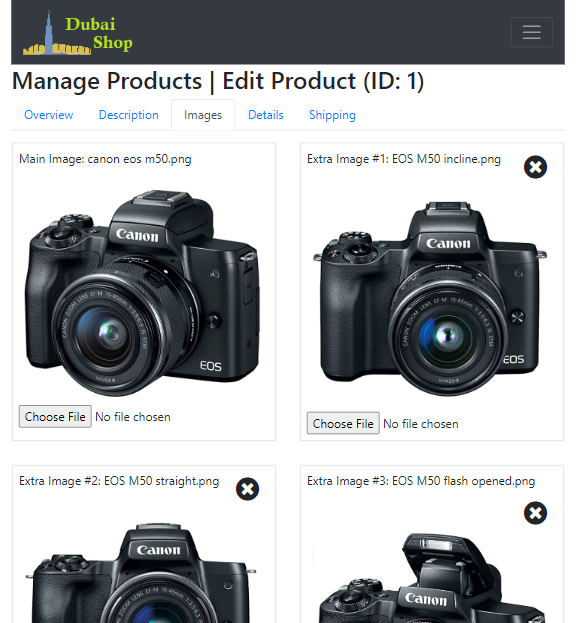 Dubai
Shop
Manage Products | Edit Product (ID: 1)
Overview
Description
Images
Details
Shipping
Main Image: canon eos m50.png
Extra Image #1: EOS M50 incline.png
Canon
EOS
Canon
EOS
Choose File No file chosen
Choose File No file chosen
Extra Image #2: EOS M50 straight.png
Extra Image #3: EOS M50 flash opened.png
Canon
Canon